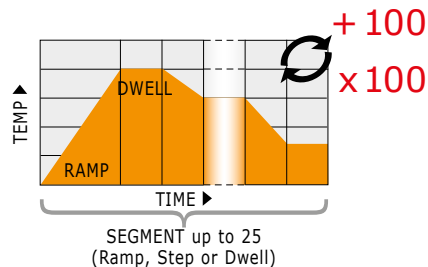 + 100
x 100
TEMP ▶
DWELL
RAMP
TIME ▶
SEGMENT up to 25
(Ramp, Step or Dwell)